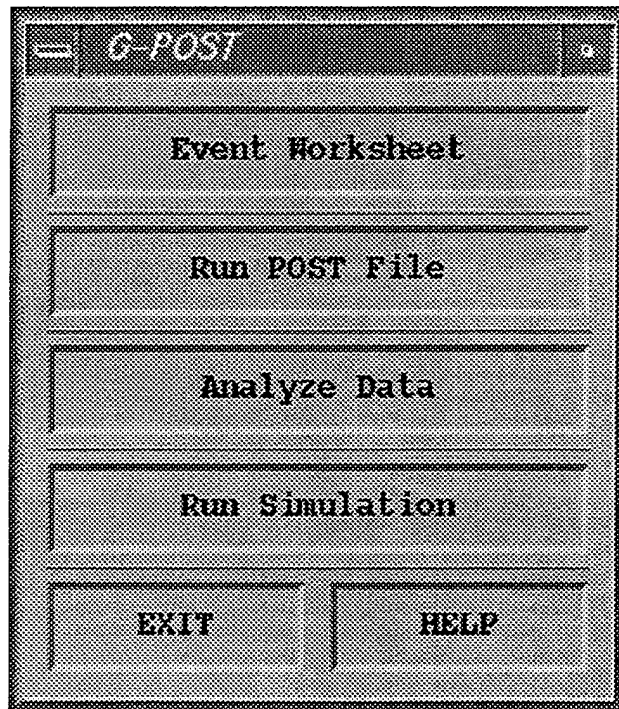 G-POST
Event Worksheet
Run POST File
Analyze Data
Run Simulation
EXIT
HELP